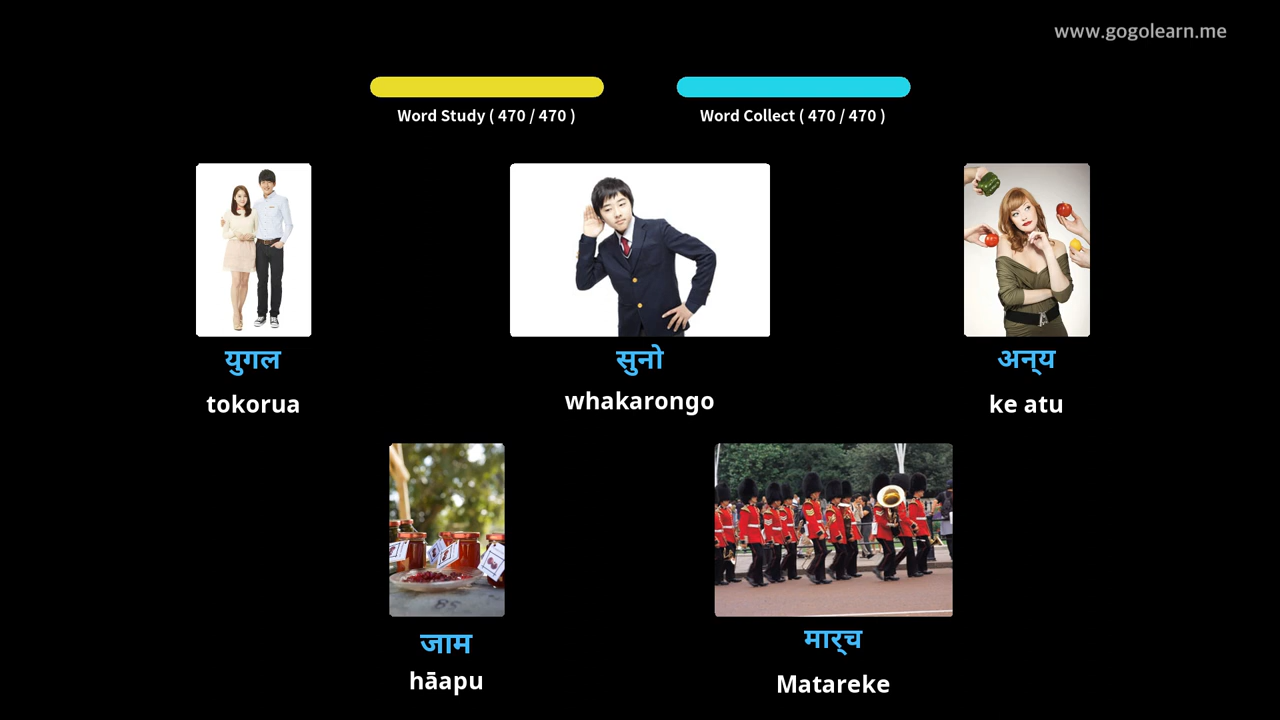 www.gogolearn.me
Word Study ( 470 / 470 )
Word Collect ( 470 / 470 )
युगल
सुनो
अन्‌य
tokorua
whakarongo
ke atu
जाम
मार्‌च
hāapu
Matareke